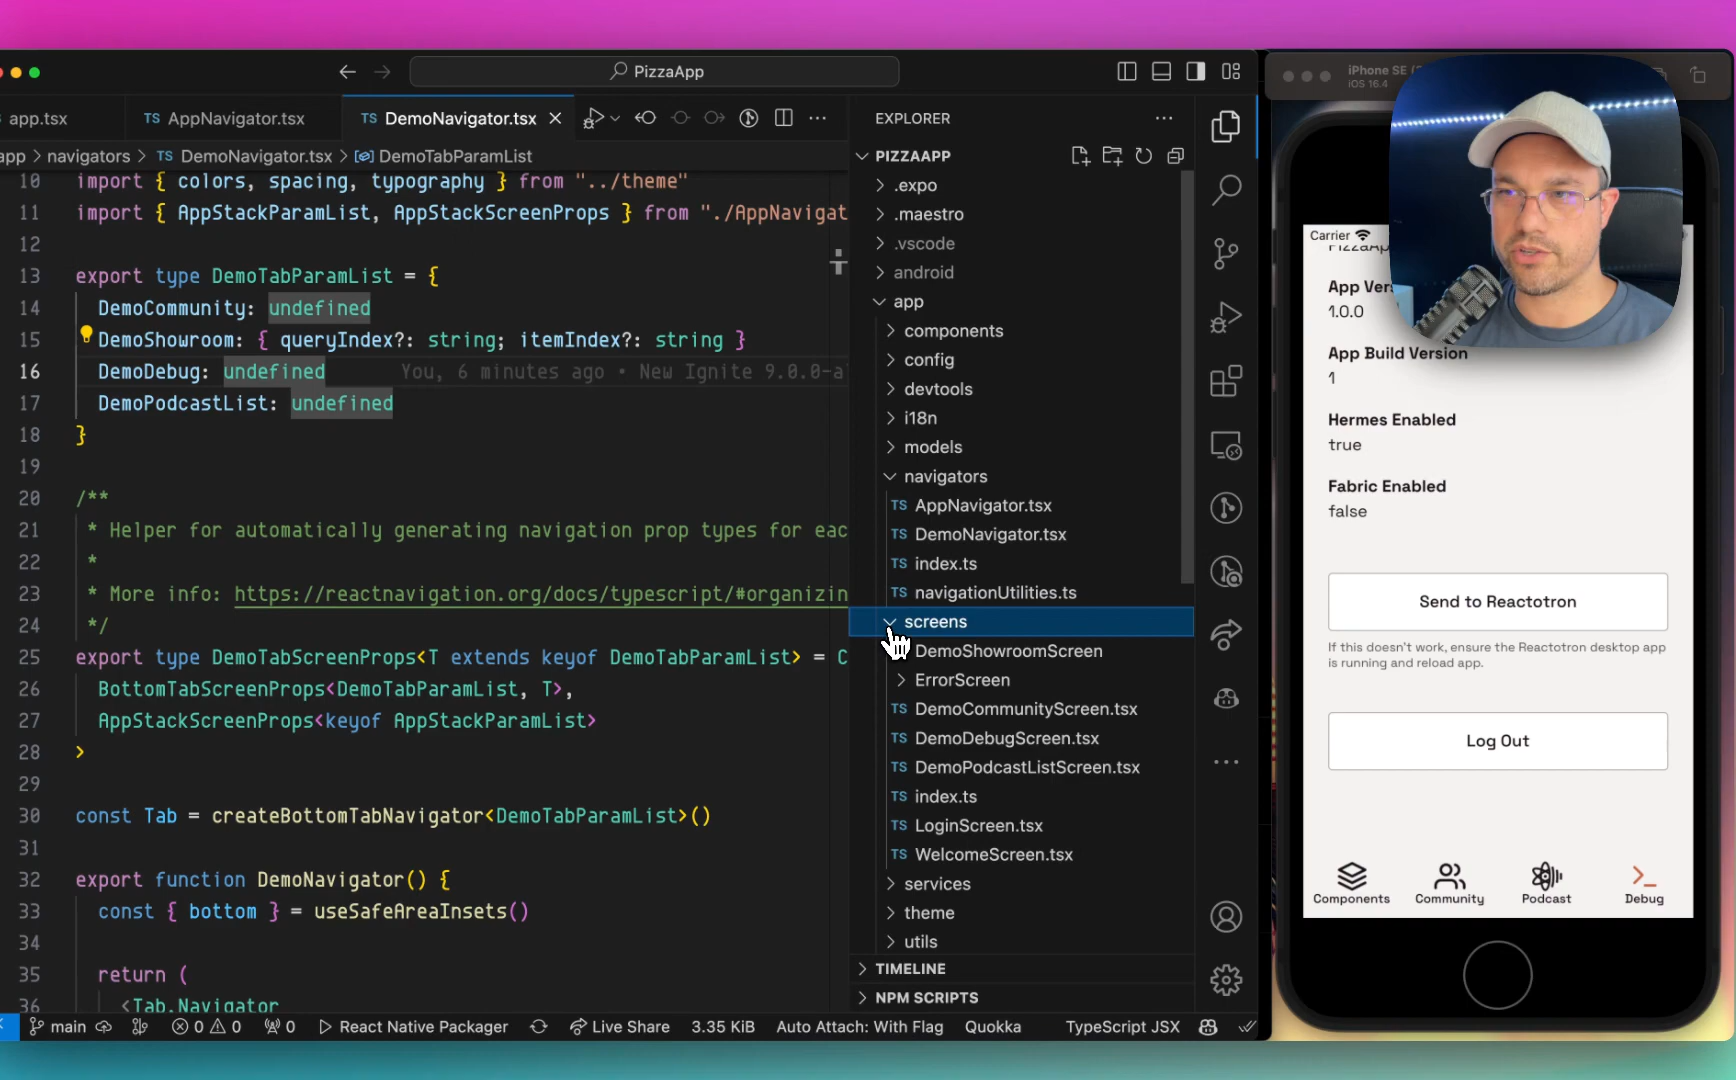 PizzaApp
app.tsx
AppNavigator.tsx
DemoNavigator.tsx
app > navigators > DemoNavigator.tsx > DemoTabParamList
10 import { colors, spacing, typography } from "../theme"
11 import { AppStackParamList, AppStackScreenProps } from "./AppNavigat
12
13 export type DemoTabParamList = {
14 DemoCommunity: undefined
15 DemoShowroom: { queryIndex?: string; itemIndex?: string }
16 DemoDebug: undefined You, 6 minutes ago • New Ignite 9.0.0-a
17 DemoPodcastList: undefined
18 }
19
20 /**
21 * Helper for automatically generating navigation prop types for each
22 *
23 * More info: https://reactnavigation.org/docs/typescript/#organizin
24 */
25 export type DemoTabScreenProps<T extends keyof DemoTabParamList> = C
26 BottomTabScreenProps<DemoTabParamList, T>,
27 AppStackScreenProps<keyof AppStackParamList>
28 >
29
30 const Tab = createBottomTabNavigator<DemoTabParamList>()
31
32 export function DemoNavigator() {
33 const { bottom } = useSafeAreaInsets()
34
35 return (
36 <Tab.Navigator
EXPLORER
PIZZAAPP
.expo
.maestro
.vscode
android
app
components
config
devtools
i18n
models
navigators
TS AppNavigator.tsx
TS DemoNavigator.tsx
TS index.ts
TS navigationUtilities.ts
screens
DemoShowroomScreen
ErrorScreen
TS DemoCommunityScreen.tsx
TS DemoDebugScreen.tsx
TS DemoPodcastListScreen.tsx
TS index.ts
TS LoginScreen.tsx
TS WelcomeScreen.tsx
services
theme
utils
TIMELINE
NPM SCRIPTS
main 0 0 0 React Native Packager Live Share 3.35 KiB Auto Attach: With Flag Quokka TypeScript JSX
iPhone SE (
iOS 16.4
Carrier
PizzaAp
App Vers
1.0.0
App Build Version
1
Hermes Enabled
true
Fabric Enabled
false
Send to Reactotron
If this doesn't work, ensure the Reactotron desktop app
is running and reload app.
Log Out
Components
Community
Podcast
Debug